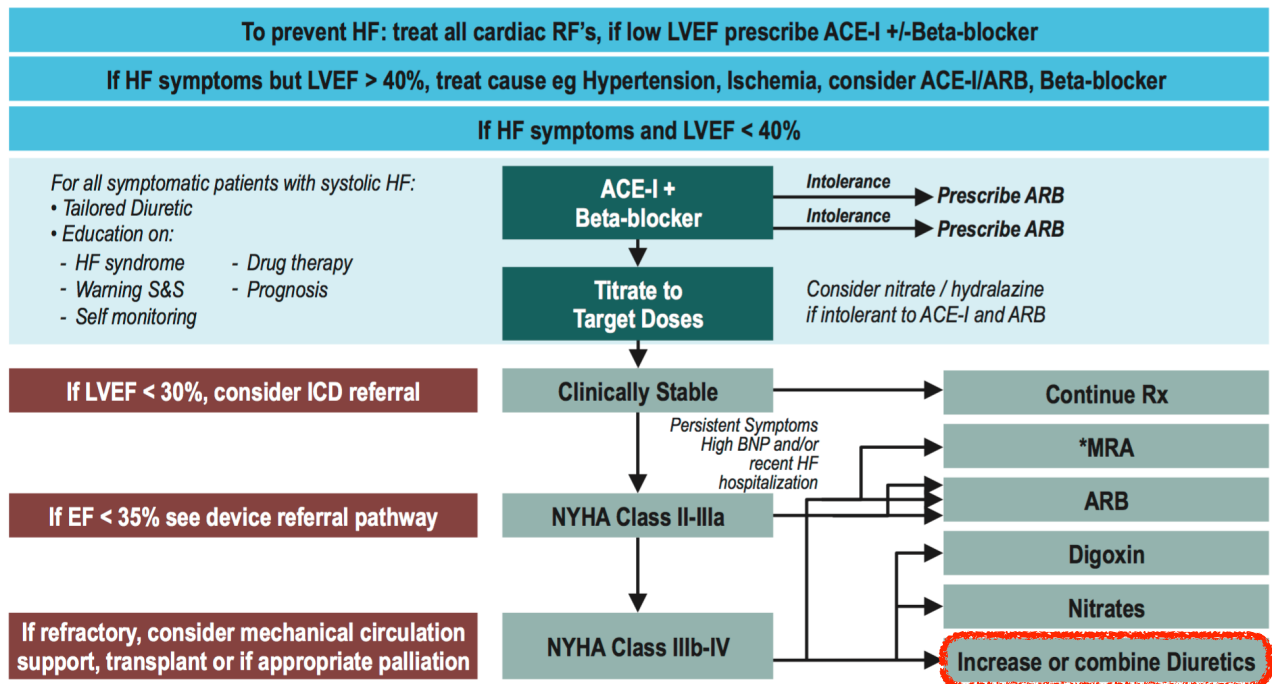 To prevent HF: treat all cardiac RF's, if low LVEF prescribe ACE-I +/-Beta-blocker
If HF symptoms but LVEF > 40%, treat cause eg Hypertension, Ischemia, consider ACE-I/ARB, Beta-blocker
If HF symptoms and LVEF < 40%
For all symptomatic patients with systolic HF:
• Tailored Diuretic
• Education on:
- HF syndrome
- Drug therapy
- Warning S&S
- Prognosis
- Self monitoring
ACE-I +
Beta-blocker
Intolerance
Prescribe ARB
Intolerance
Prescribe ARB
Titrate to
Target Doses
Consider nitrate / hydralazine
if intolerant to ACE-I and ARB
If LVEF < 30%, consider ICD referral
Clinically Stable
Continue Rx
Persistent Symptoms
High BNP and/or
recent HF
hospitalization
*MRA
If EF < 35% see device referral pathway
NYHA Class II-IIIa
ARB
Digoxin
Nitrates
If refractory, consider mechanical circulation
support, transplant or if appropriate palliation
NYHA Class IIIb-IV
Increase or combine Diuretics